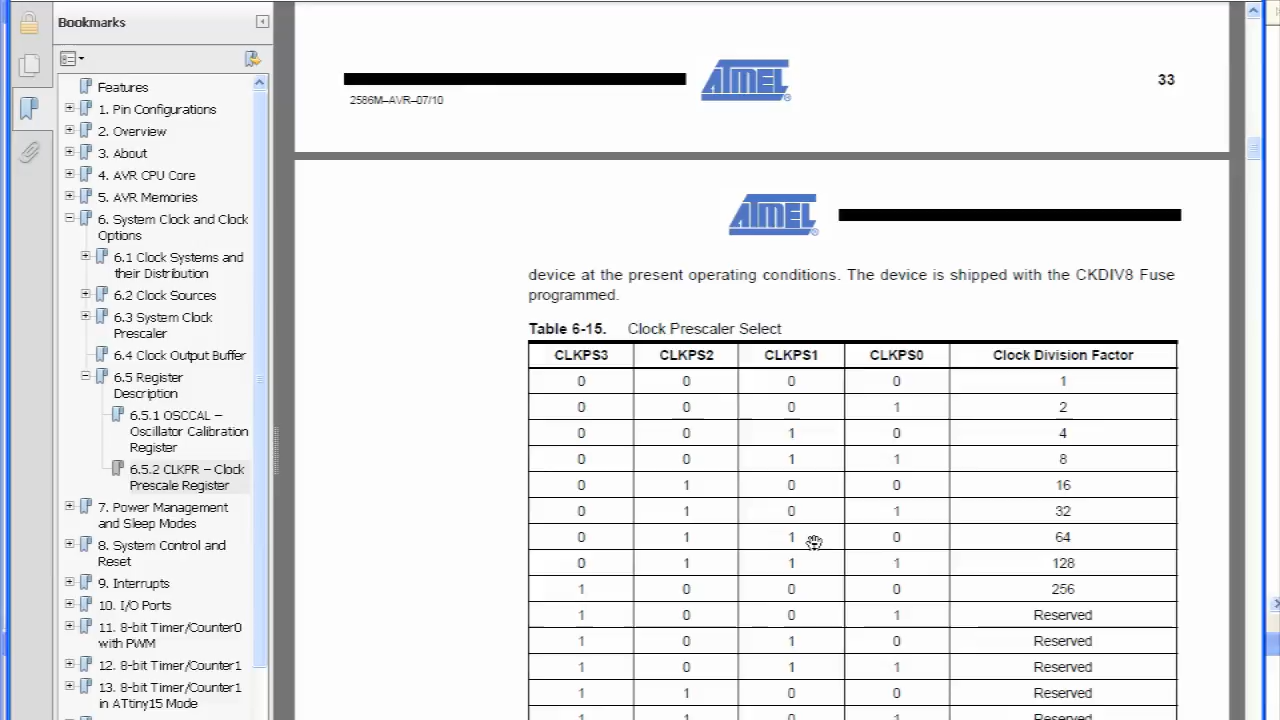 Bookmarks
Features
1. Pin Configurations
2. Overview
3. About
4. AVR CPU Core
5. AVR Memories
6. System Clock and Clock
Options
6.1 Clock Systems and
their Distribution
6.2 Clock Sources
6.3 System Clock
Prescaler
6.4 Clock Output Buffer
6.5 Register
Description
6.5.1 OSCCAL –
Oscillator Calibration
Register
6.5.2 CLKPR – Clock
Prescale Register
7. Power Management
and Sleep Modes
8. System Control and
Reset
9. Interrupts
10. I/O Ports
11. 8-bit Timer/Counter0
with PWM
12. 8-bit Timer/Counter1
13. 8-bit Timer/Counter1
in ATtiny15 Mode
ATMEL® 33
2586M–AVR–07/10
ATMEL®
device at the present operating conditions. The device is shipped with the CKDIV8 Fuse
programmed.
Table 6-15. Clock Prescaler Select
CLKPS3 CLKPS2 CLKPS1 CLKPS0 Clock Division Factor
0 0 0 0 1
0 0 0 1 2
0 0 1 0 4
0 0 1 1 8
0 1 0 0 16
0 1 0 1 32
0 1 1 0 64
0 1 1 1 128
1 0 0 0 256
1 0 0 1 Reserved
1 0 1 0 Reserved
1 0 1 1 Reserved
1 1 0 0 Reserved
1 1 0 1 Reserved